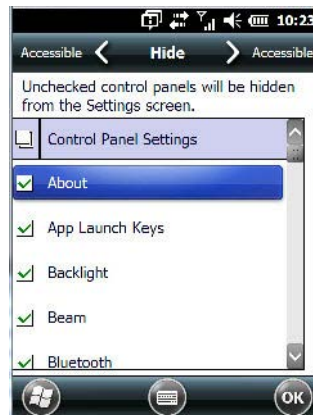 10:23
Accessible Hide Accessible
Unchecked control panels will be hidden
from the Settings screen.
Control Panel Settings
About
App Launch Keys
Backlight
Beam
Bluetooth
OK